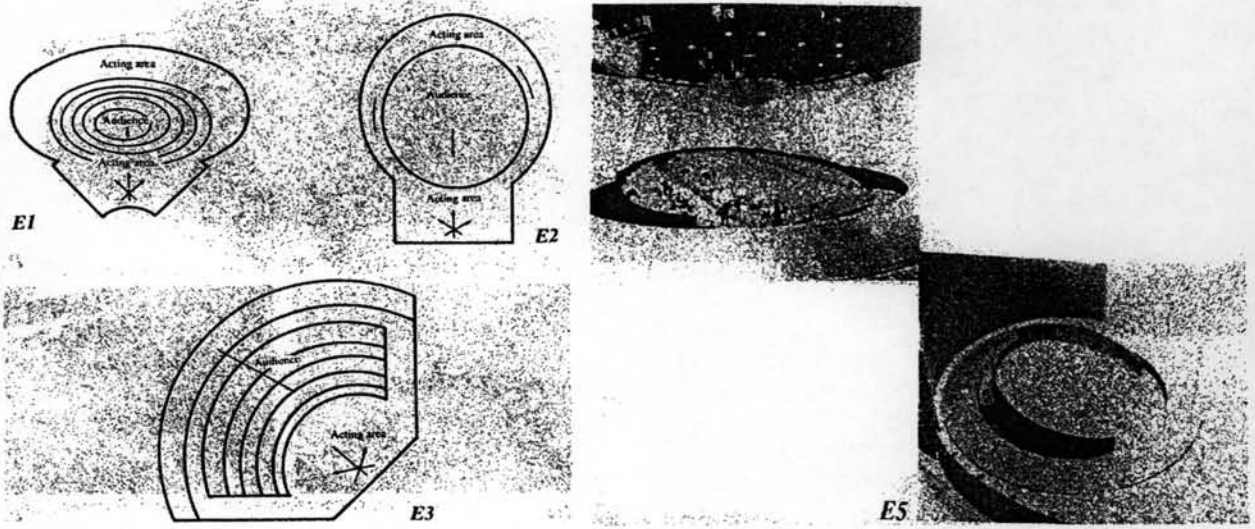 Acting area
Audience
Acting area
E1
Acting area
Audience
Acting area
E2
Audience
Acting area
E3
E5